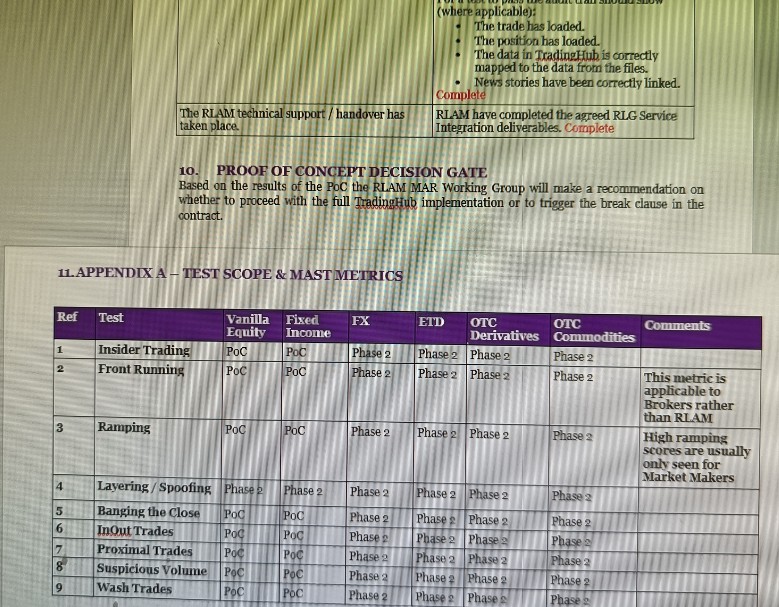 (where applicable):
• The trade has loaded.
• The position has loaded.
• The data in TradingHub is correctly
mapped to the data from the files.
• News stories have been correctly linked.
Complete
The RLAM technical support / handover has
taken place.
RLAM have completed the agreed RLG Service
Integration deliverables. Complete
10. PROOF OF CONCEPT DECISION GATE
Based on the results of the PoC the RLAM MAR Working Group will make a recommendation on
whether to proceed with the full TradingHub implementation or to trigger the break clause in the
contract.
11. APPENDIX A – TEST SCOPE & MAST METRICS
Ref Test Vanilla Equity Fixed Income FX ETD OTC Derivatives OTC Commodities Comments
1 Insider Trading PoC PoC Phase 2 Phase 2 Phase 2 Phase 2
2 Front Running PoC PoC Phase 2 Phase 2 Phase 2 Phase 2 This metric is
applicable to
Brokers rather
than RLAM
3 Ramping PoC PoC Phase 2 Phase 2 Phase 2 Phase 2 High ramping
scores are usually
only seen for
Market Makers
4 Layering / Spoofing Phase 2 Phase 2 Phase 2 Phase 2 Phase 2 Phase 2
5 Banging the Close PoC PoC Phase 2 Phase 2 Phase 2 Phase 2
6 InOut Trades PoC PoC Phase 2 Phase 2 Phase 2 Phase 2
7 Proximal Trades PoC PoC Phase 2 Phase 2 Phase 2 Phase 2
8 Suspicious Volume PoC PoC Phase 2 Phase 2 Phase 2 Phase 2
9 Wash Trades PoC PoC Phase 2 Phase 2 Phase 2 Phase 2